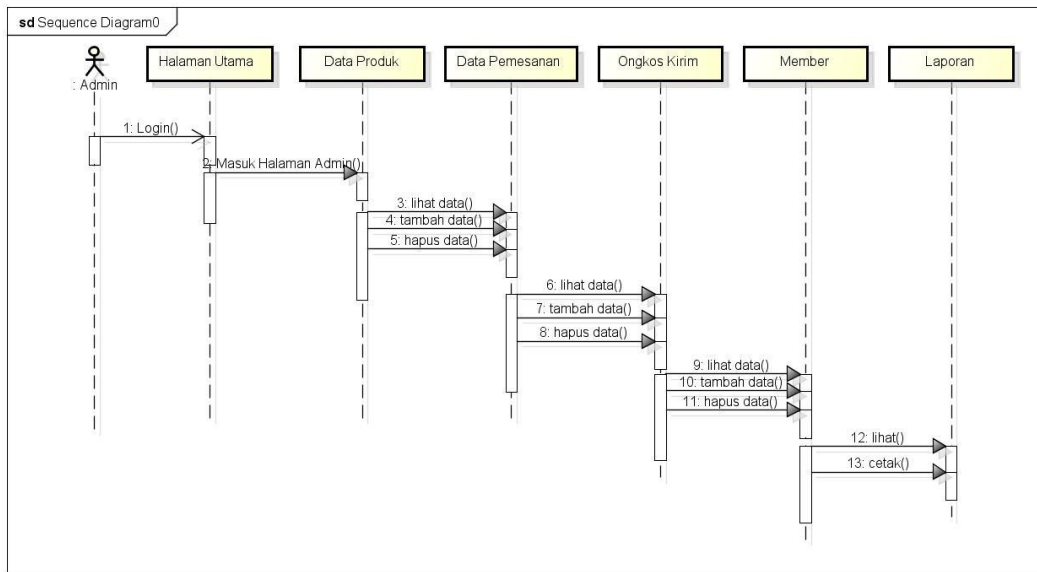 sd Sequence Diagram0
: Admin
Halaman Utama
Data Produk
Data Pemesanan
Ongkos Kirim
Member
Laporan
1: Login()
2: Masuk Halaman Admin()
3: lihat data()
4: tambah data()
5: hapus data()
6: lihat data()
7: tambah data()
8: hapus data()
9: lihat data()
10: tambah data()
11: hapus data()
12: lihat()
13: cetak()